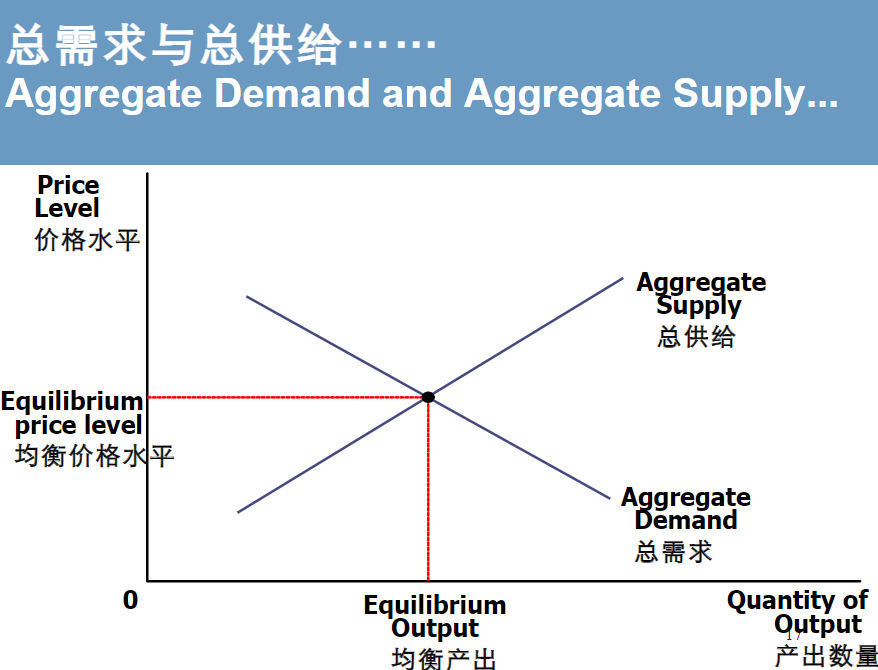 总需求与总供给……
Aggregate Demand and Aggregate Supply...
Price
Level
价格水平
Aggregate
Supply
总供给
Equilibrium
price level
均衡价格水平
Aggregate
Demand
总需求
0
Equilibrium
Output
均衡产出
Quantity of
Output
17
产出数量